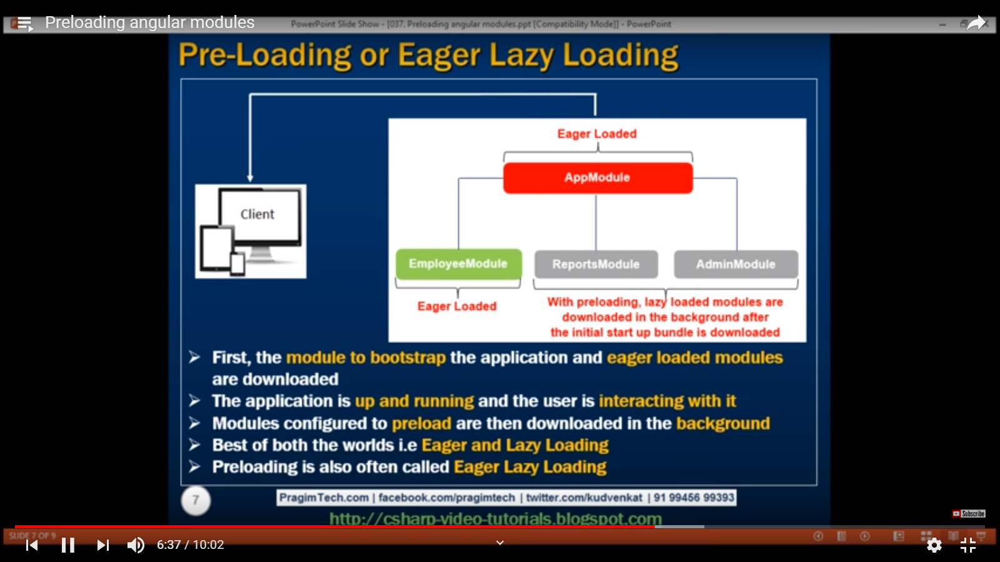 Preloading angular modules
PowerPoint Slide Show - [037. Preloading angular modules.ppt [Compatibility Mode]] - PowerPoint
Pre-Loading or Eager Lazy Loading
Eager Loaded
AppModule
Client
EmployeeModule
ReportsModule
AdminModule
Eager Loaded
With preloading, lazy loaded modules are
downloaded in the background after
the initial start up bundle is downloaded
➢ First, the module to bootstrap the application and eager loaded modules
are downloaded
➢ The application is up and running and the user is interacting with it
➢ Modules configured to preload are then downloaded in the background
➢ Best of both the worlds i.e Eager and Lazy Loading
➢ Preloading is also often called Eager Lazy Loading
7
PragimTech.com | facebook.com/pragimtech | twitter.com/kudvenkat | 91 99456 99393
http://csharp-video-tutorials.blogspot.com
Subscribe
SLIDE 7 OF 9
6:37 / 10:02